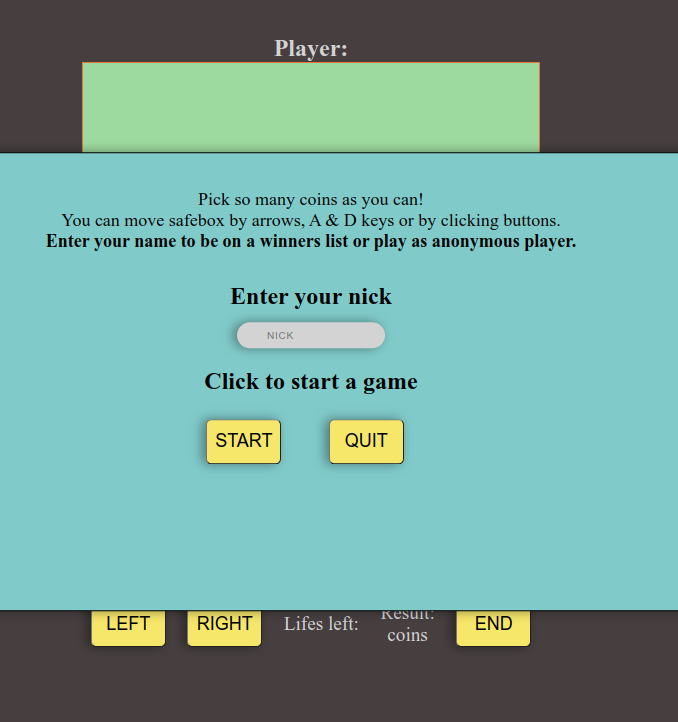 Player:
Pick so many coins as you can!
You can move safebox by arrows, A & D keys or by clicking buttons.
Enter your name to be on a winners list or play as anonymous player.
Enter your nick
NICK
Click to start a game
START QUIT
LEFT RIGHT Lifes left: Result: END
coins